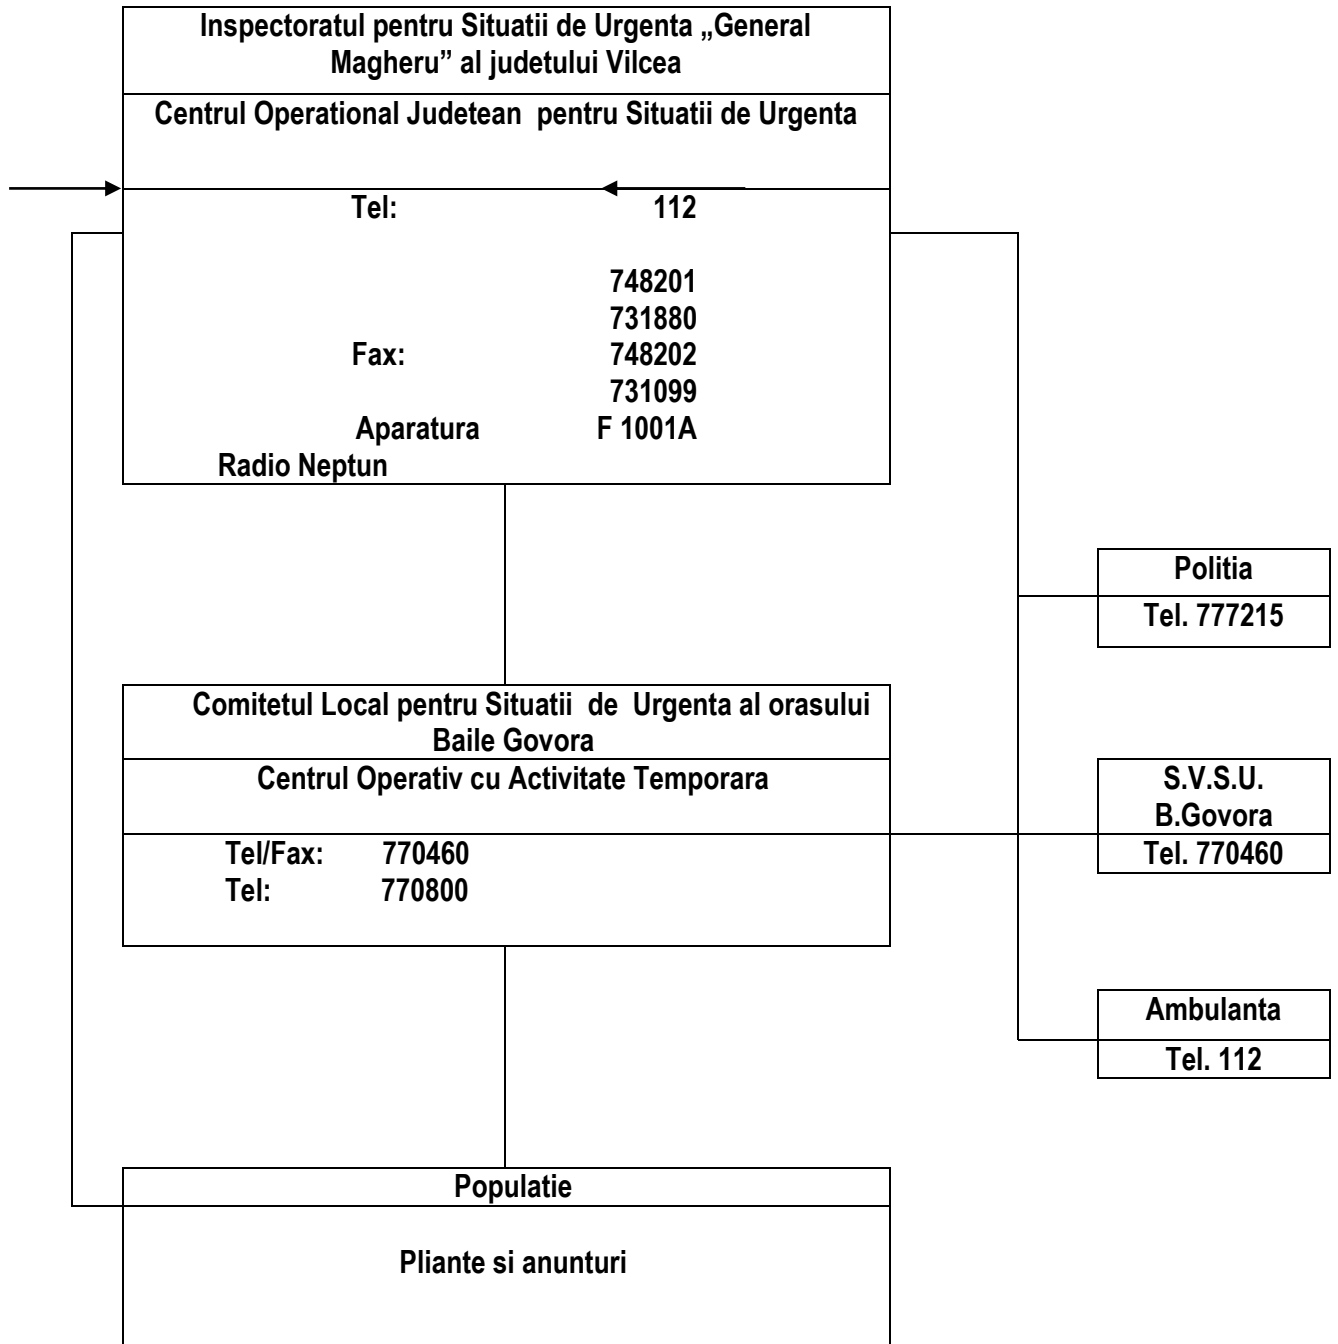 Inspectoratul pentru Situatii de Urgenta „General
Magheru” al judetului Vilcea
Centrul Operational Judetean pentru Situatii de Urgenta
Tel: 112
748201
731880
Fax: 748202
731099
Aparatura F 1001A
Radio Neptun
Politia
Tel. 777215
Comitetul Local pentru Situatii de Urgenta al orasului
Baile Govora
Centrul Operativ cu Activitate Temporara
Tel/Fax: 770460
Tel: 770800
S.V.S.U.
B.Govora
Tel. 770460
Ambulanta
Tel. 112
Populatie
Pliante si anunturi